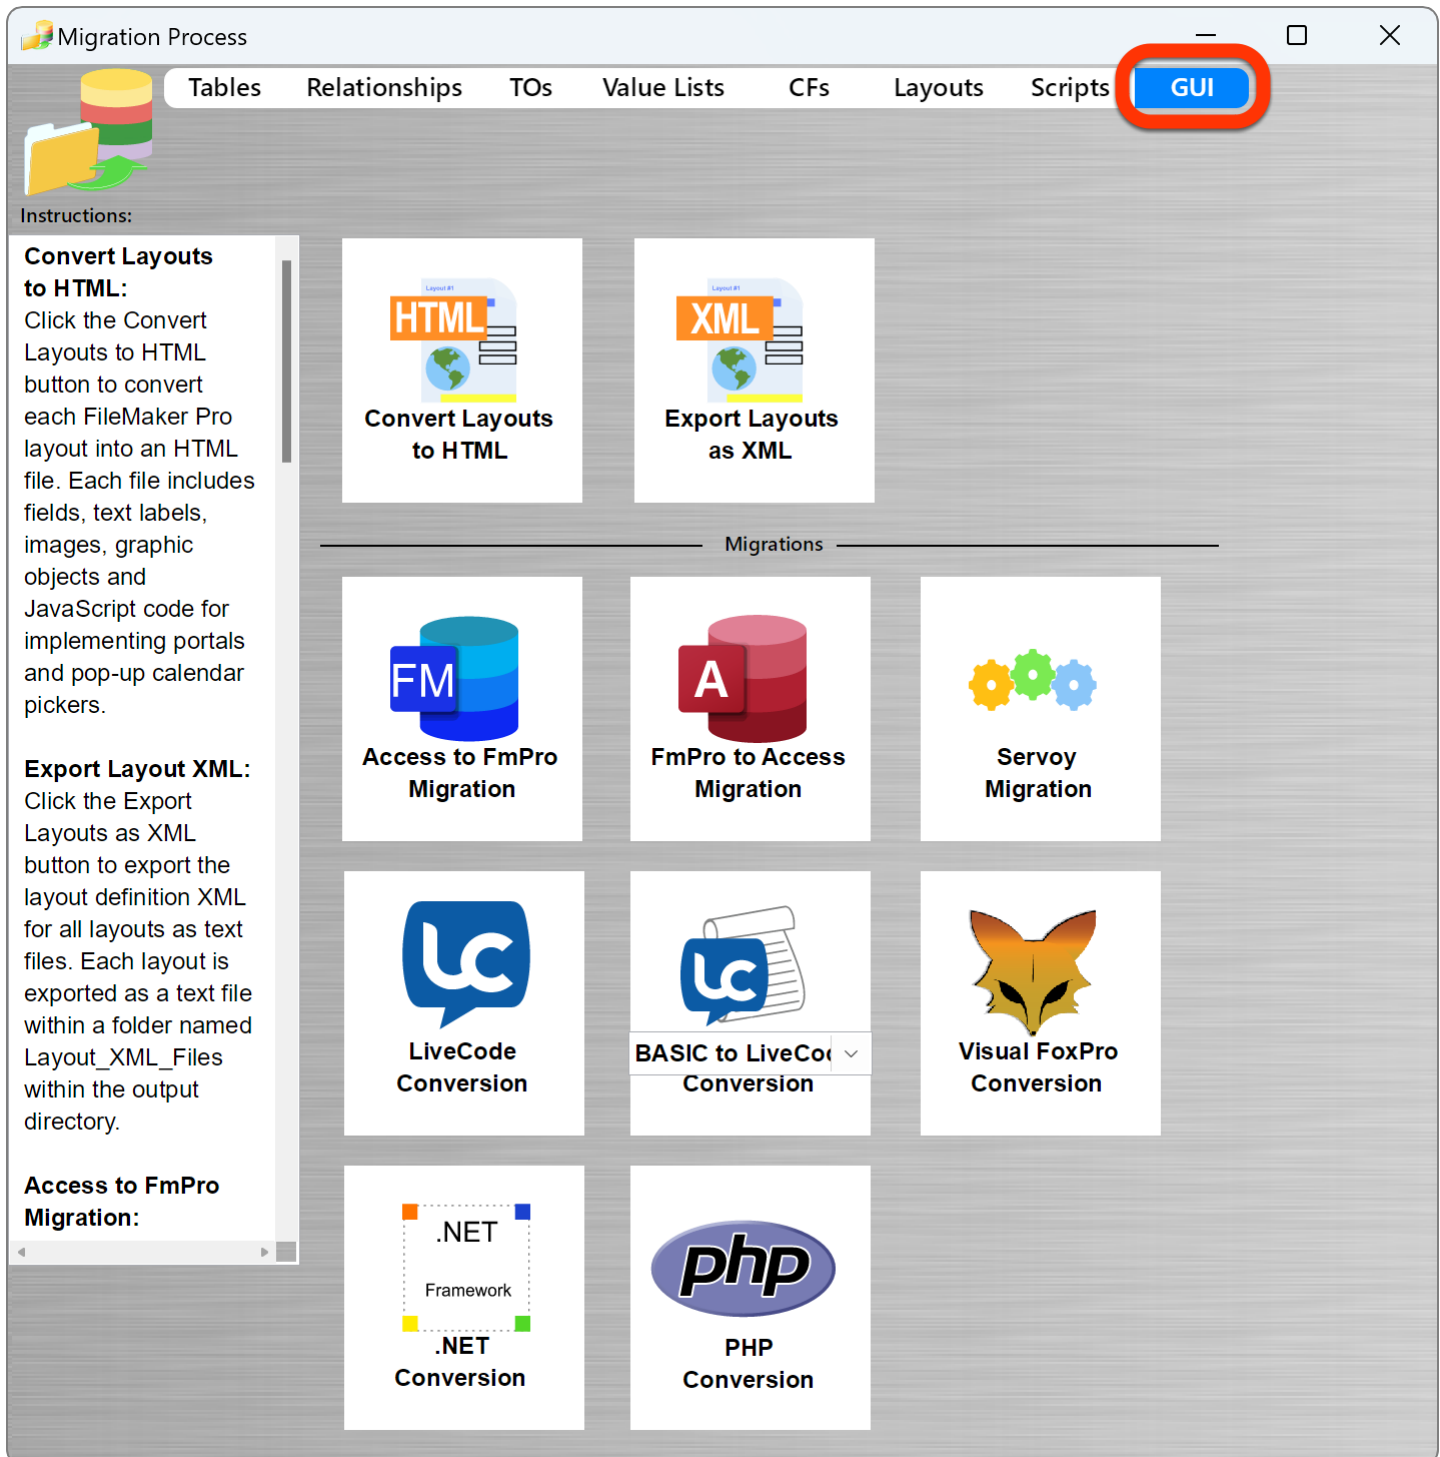 Migration Process
Tables Relationships TOs Value Lists CFs Layouts Scripts GUI
Instructions:
Convert Layouts
to HTML:
Click the Convert
Layouts to HTML
button to convert
each FileMaker Pro
layout into an HTML
file. Each file includes
fields, text labels,
images, graphic
objects and
JavaScript code for
implementing portals
and pop-up calendar
pickers.
Export Layout XML:
Click the Export
Layouts as XML
button to export the
layout definition XML
for all layouts as text
files. Each layout is
exported as a text file
within a folder named
Layout_XML_Files
within the output
directory.
Access to FmPro
Migration:
Layout #1
HTML
Convert Layouts
to HTML
Layout #1
XML
Export Layouts
as XML
Migrations
FM
Access to FmPro
Migration
A
FmPro to Access
Migration
Servoy
Migration
LC
LiveCode
Conversion
LC
BASIC to LiveCo
Conversion
Visual FoxPro
Conversion
.NET
Framework
.NET
Conversion
php
PHP
Conversion